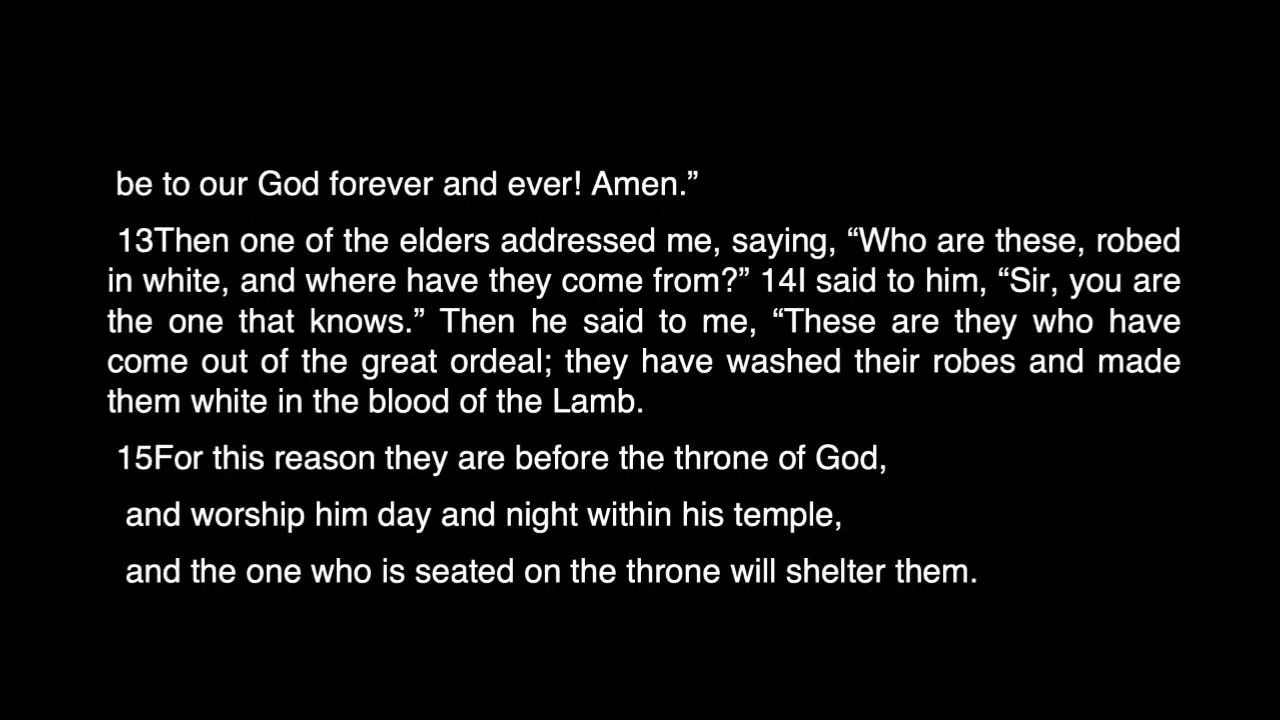 be to our God forever and ever! Amen.”
13Then one of the elders addressed me, saying, “Who are these, robed
in white, and where have they come from?” 14I said to him, “Sir, you are
the one that knows.” Then he said to me, “These are they who have
come out of the great ordeal; they have washed their robes and made
them white in the blood of the Lamb.
15For this reason they are before the throne of God,
and worship him day and night within his temple,
and the one who is seated on the throne will shelter them.